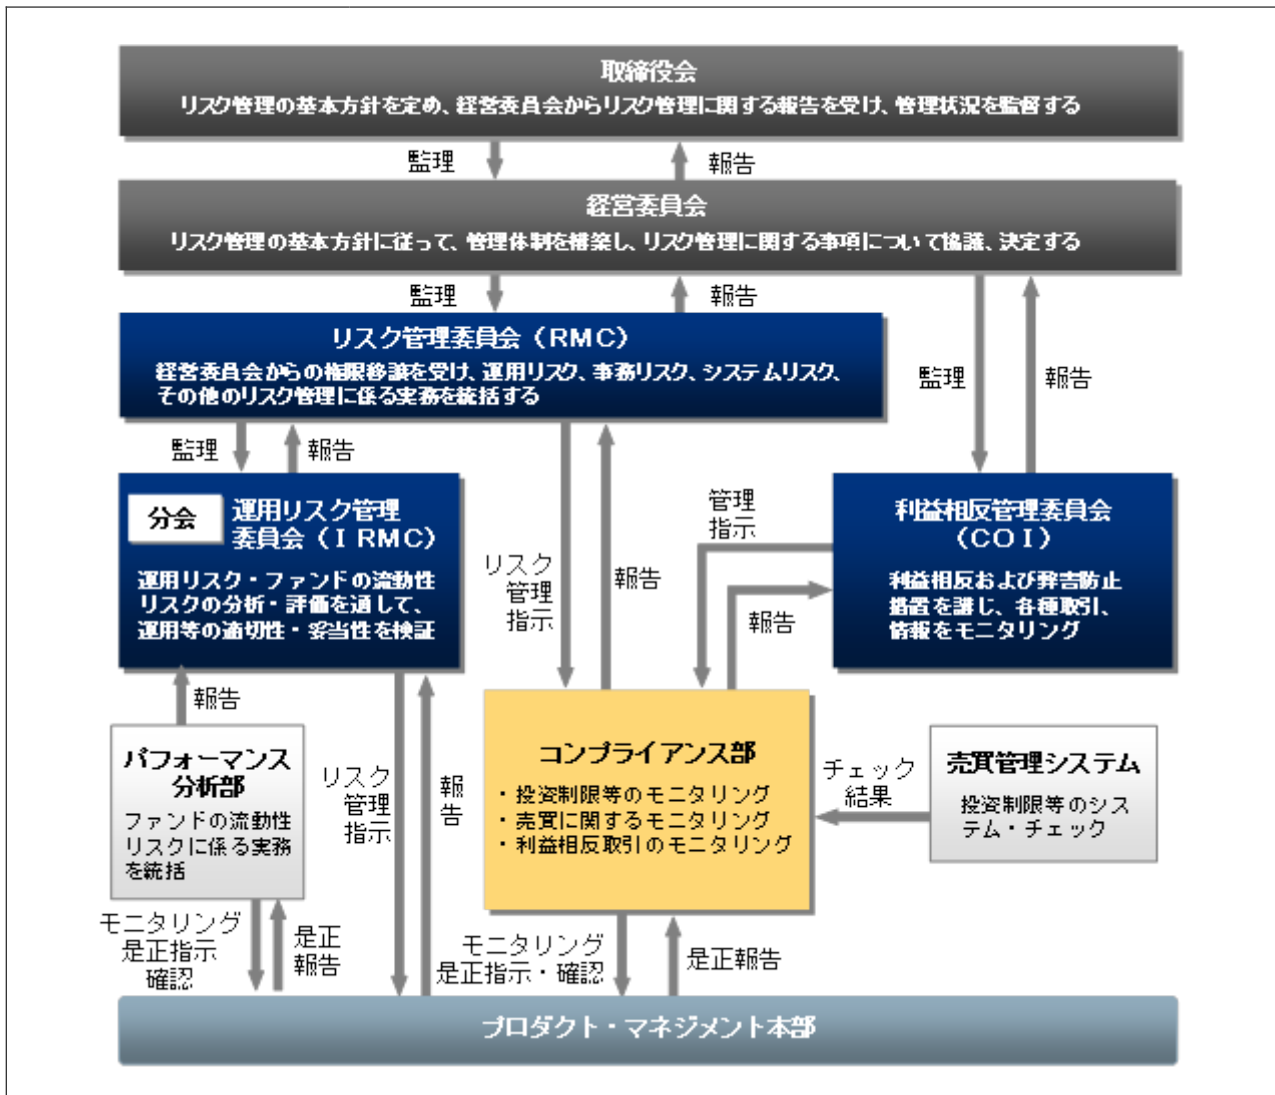 取締役会
リスク管理の基本方針を定め、経営委員会からリスク管理に関する報告を受け、管理状況を監督する
監理
報告
経営委員会
リスク管理の基本方針に従って、管理体制を構築し、リスク管理に関する事項について協議、決定する
監理
報告
監理
報告
リスク管理委員会（RMC）
経営委員会からの権限移譲を受け、運用リスク、事務リスク、システムリスク、
その他のリスク管理に係る実務を統括する
監理
報告
分会
運用リスク管理
委員会（IRMC）
運用リスク・ファンドの流動性
リスクの分析・評価を通して、
運用等の適切性・妥当性を検証
リスク
管理
指示
報告
管理
指示
報告
利益相反管理委員会
（COI）
利益相反および弊害防止
措置を講じ、各種取引、
情報をモニタリング
報告
パフォーマンス
分析部
ファンドの流動性
リスクに係る実務
を統括
リスク
管理
指示
報
告
コンプライアンス部
・投資制限等のモニタリング
・売買に関するモニタリング
・利益相反取引のモニタリング
チェック
結果
売買管理システム
投資制限等のシス
テム・チェック
モニタリング
是正指示
確認
是正
報告
モニタリング
是正指示・確認
是正報告
プロダクト・マネジメント本部